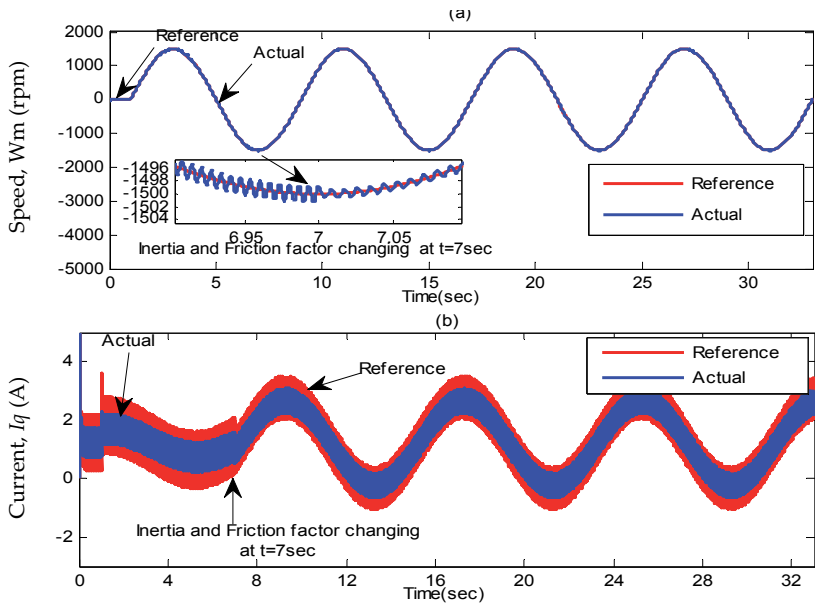 (a)
2000
1000
0
-1000
-2000
-3000
-4000
-5000
Speed, Wm (rpm)
Reference
Actual
-1496
-1498
-1500
-1502
-1504
6.95
7
7.05
Inertia and Friction factor changing at t=7sec
Reference
Actual
0
5
10
15
20
25
30
Time(sec)
(b)
4
2
0
-2
Current, Iq (A)
Actual
Reference
Reference
Actual
Inertia and Friction factor changing
at t=7sec
0
4
8
12
16
20
24
28
32
Time(sec)